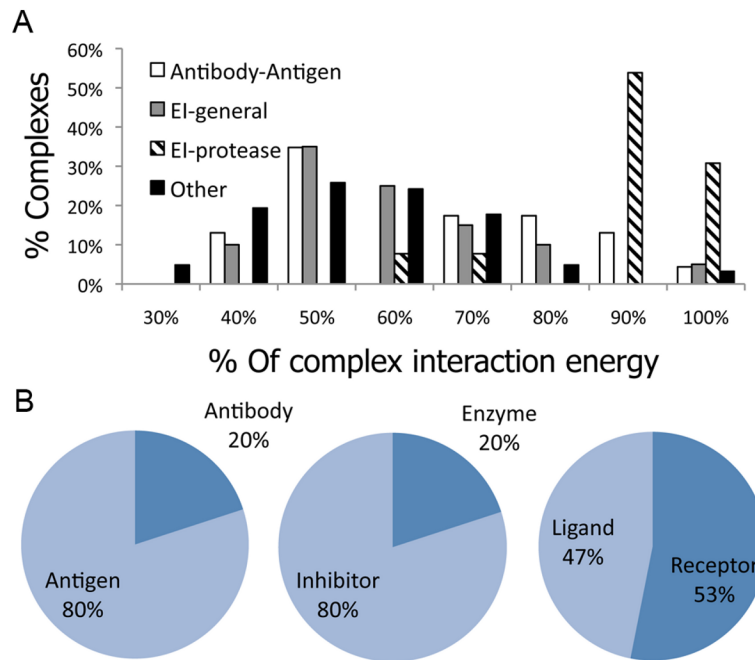 A
60%
50%
40%
30%
20%
10%
0%
% Complexes
Antibody-Antigen
EI-general
EI-protease
Other
30% 40% 50% 60% 70% 80% 90% 100%
% Of complex interaction energy
B
Antibody
20%
Antigen
80%
Enzyme
20%
Inhibitor
80%
Ligand
47%
Receptor
53%